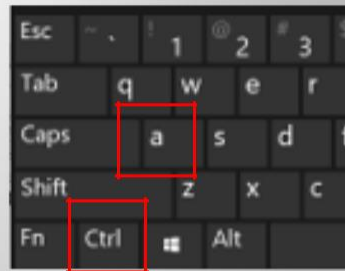 Esc ~ ` ! 1 @ 2 # 3 $
Tab q w e r
Caps a s d f
Shift z x c
Fn Ctrl Alt